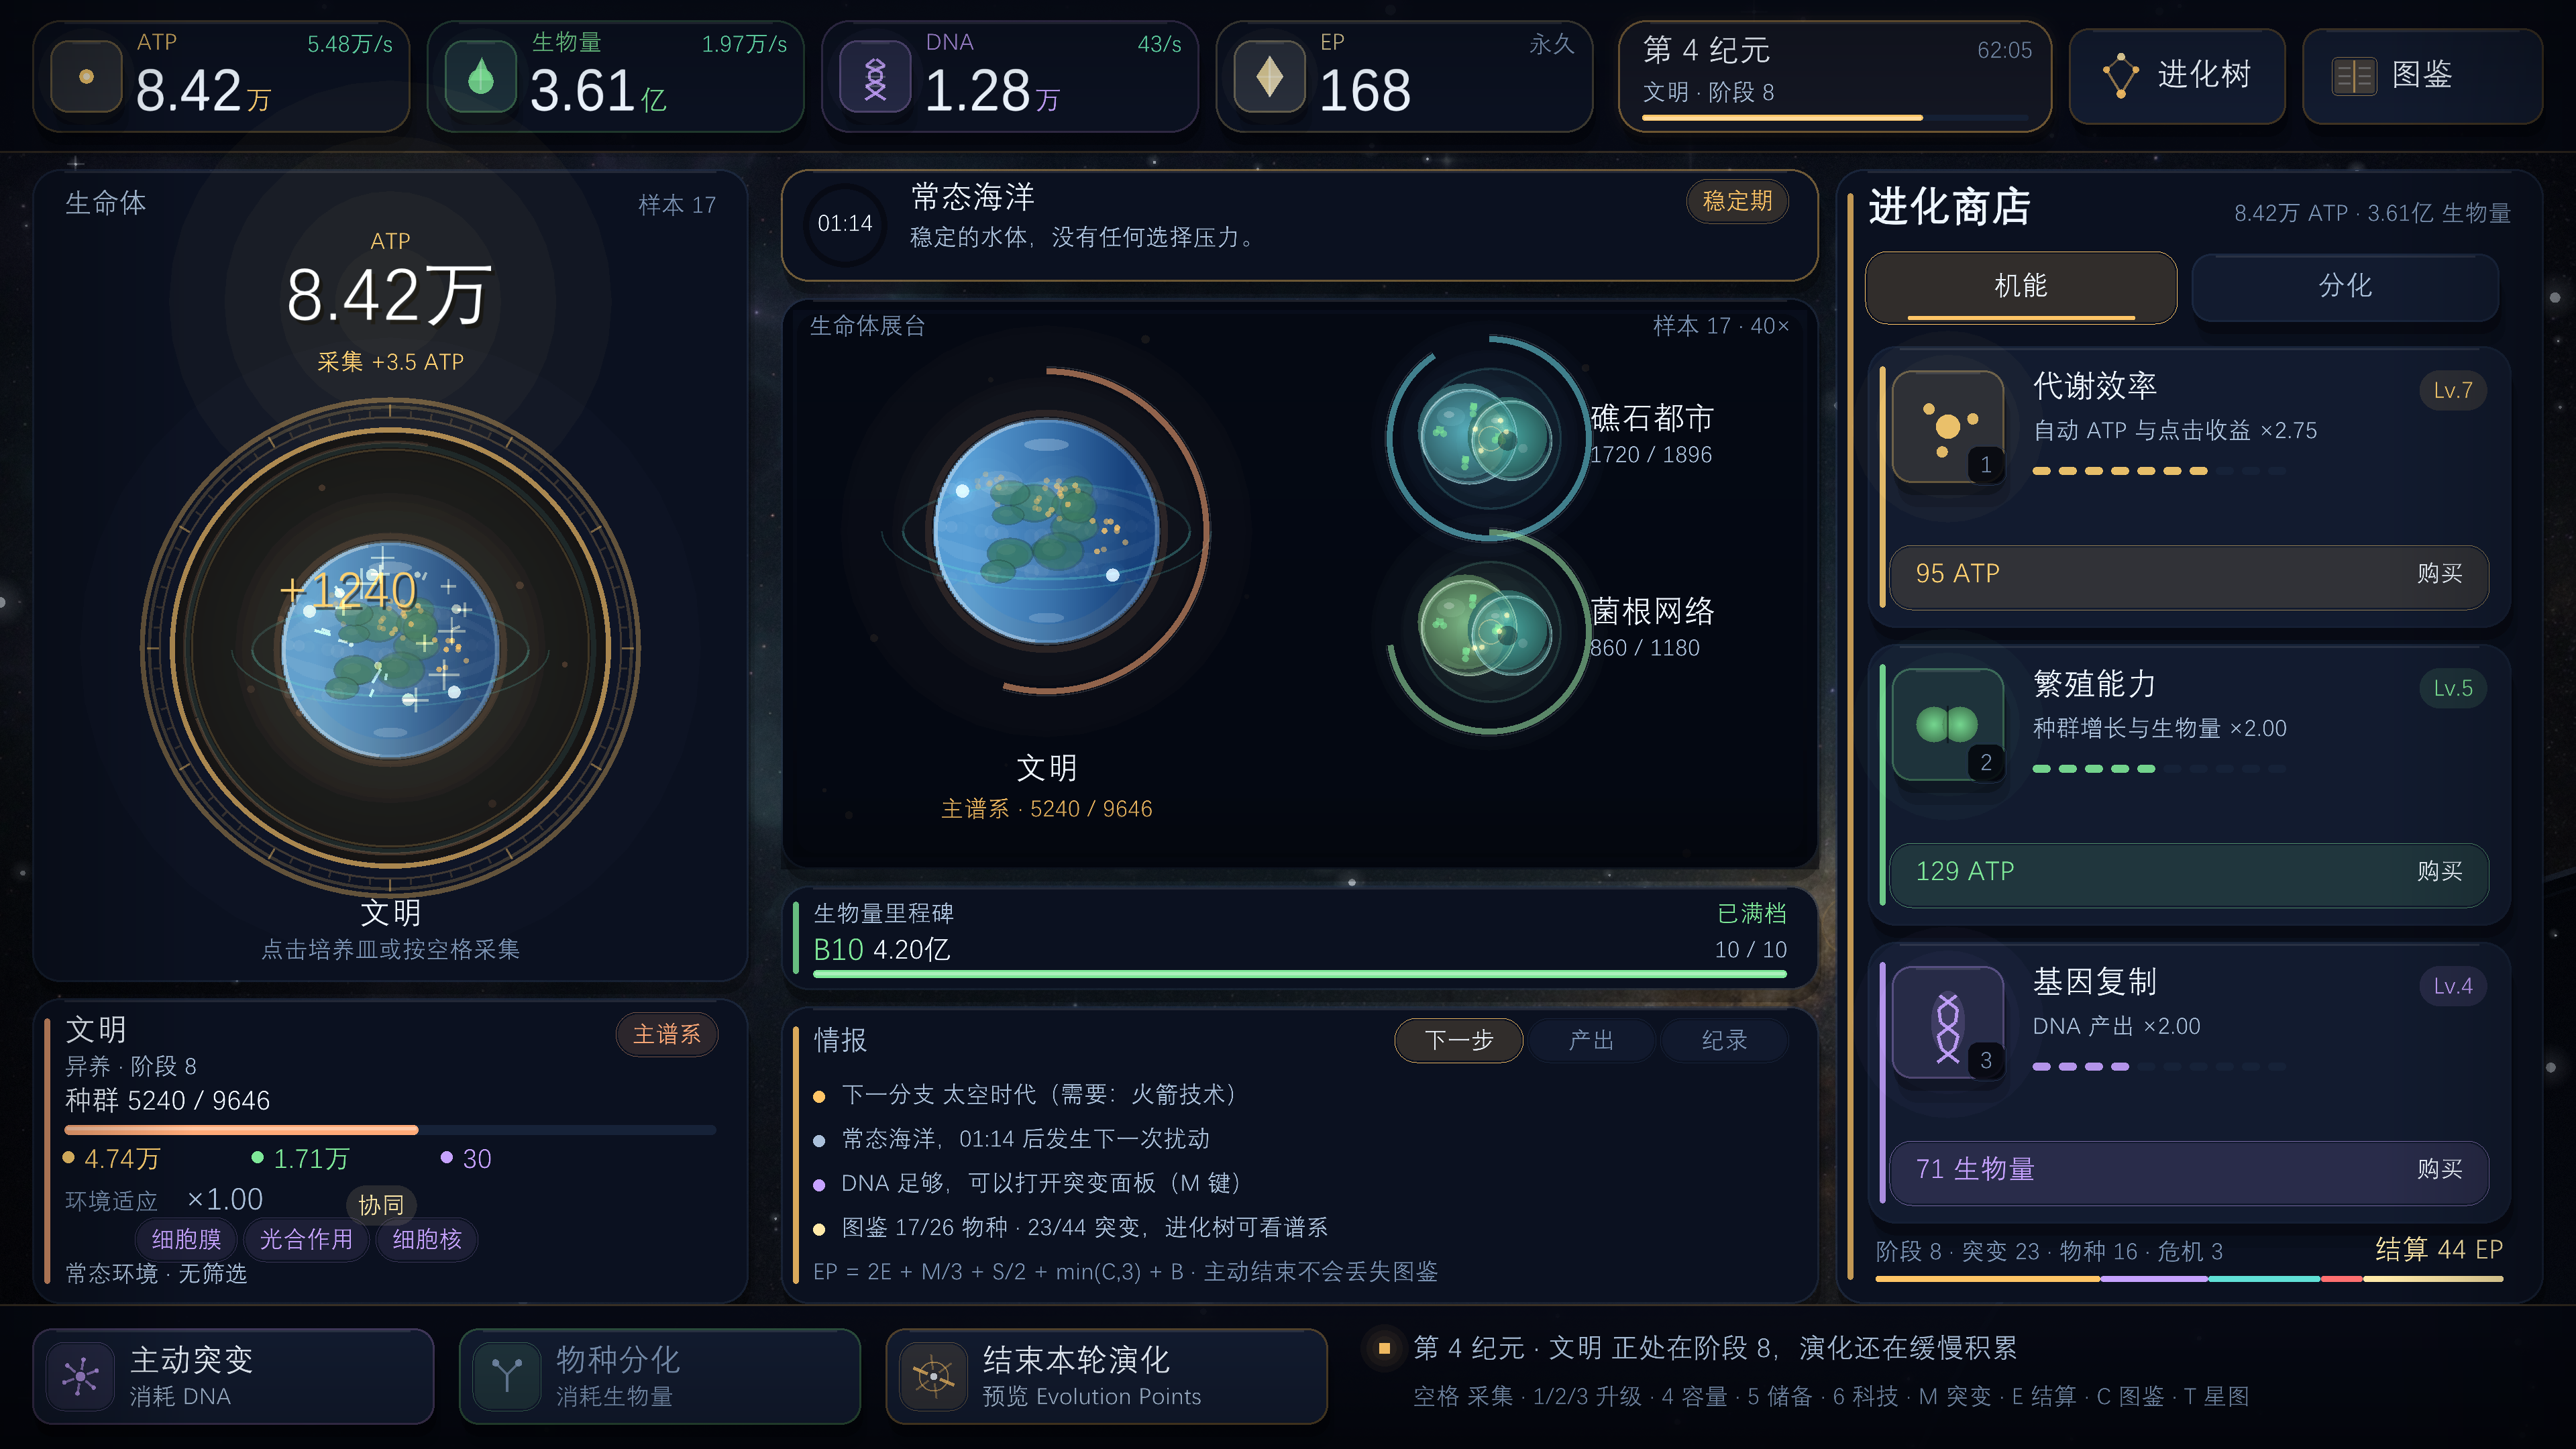 ATP 5.48万/s
8.42万
生物量 1.97万/s
3.61亿
DNA 43/s
1.28万
EP 永久
168
第 4 纪元 62:05
文明 · 阶段 8
进化树
图鉴
生命体 样本 17
ATP
8.42万
采集 +3.5 ATP
+1240
文明
点击培养皿或按空格采集
文明 主谱系
异养 · 阶段 8
种群 5240 / 9646
4.74万 1.71万 30
环境适应 ×1.00 协同
细胞膜 光合作用 细胞核
常态环境 · 无筛选
01:14
常态海洋 稳定期
稳定的水体，没有任何选择压力。
生命体展台 样本 17 · 40×
礁石都市
1720 / 1896
菌根网络
860 / 1180
文明
主谱系 · 5240 / 9646
生物量里程碑 已满档
B10 4.20亿 10 / 10
情报 下一步 产出 纪录
下一分支 太空时代（需要：火箭技术）
常态海洋，01:14 后发生下一次扰动
DNA 足够，可以打开突变面板（M 键）
图鉴 17/26 物种 · 23/44 突变，进化树可看谱系
EP = 2E + M/3 + S/2 + min(C,3) + B · 主动结束不会丢失图鉴
进化商店 8.42万 ATP · 3.61亿 生物量
机能 分化
代谢效率 Lv.7
自动 ATP 与点击收益 ×2.75
1
95 ATP 购买
繁殖能力 Lv.5
种群增长与生物量 ×2.00
2
129 ATP 购买
基因复制 Lv.4
DNA 产出 ×2.00
3
71 生物量 购买
阶段 8 · 突变 23 · 物种 16 · 危机 3 结算 44 EP
主动突变
消耗 DNA
物种分化
消耗生物量
结束本轮演化
预览 Evolution Points
第 4 纪元 · 文明 正处在阶段 8，演化还在缓慢积累
空格 采集 · 1/2/3 升级 · 4 容量 · 5 储备 · 6 科技 · M 突变 · E 结算 · C 图鉴 · T 星图